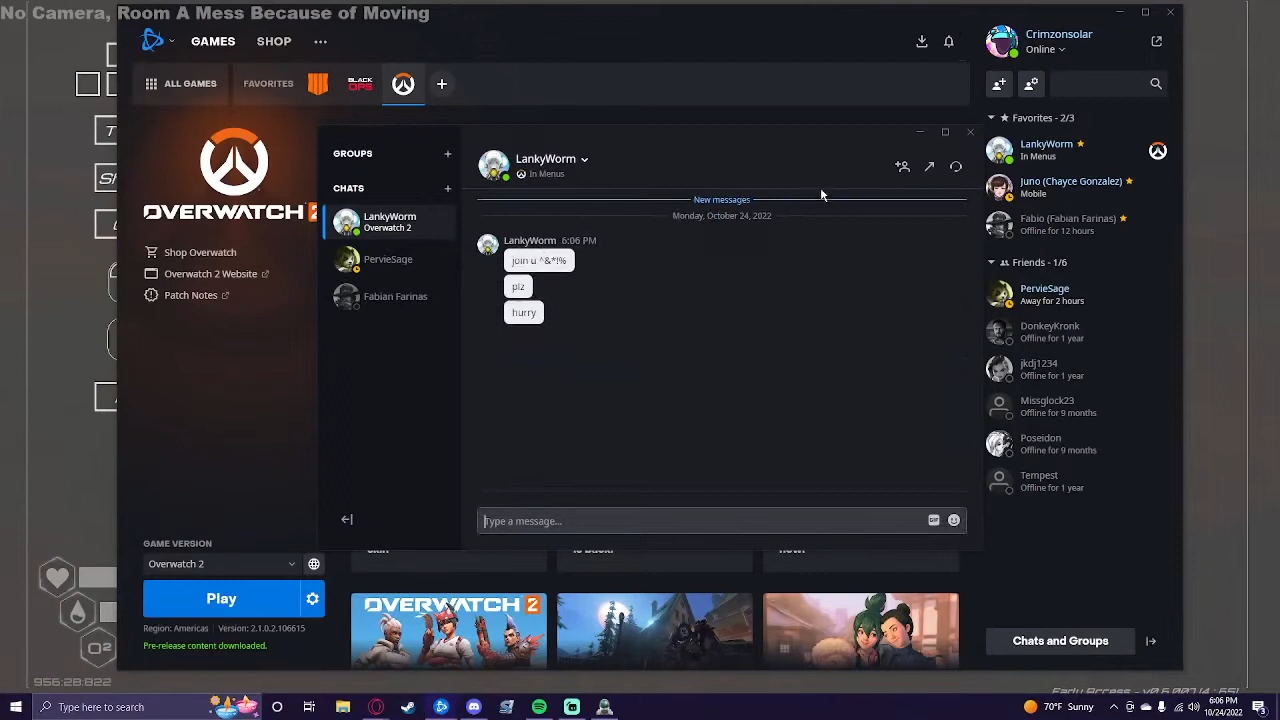 No Camera, Room A Mess Because of Moving
GAMES
SHOP
Crimzonsolar
Online
ALL GAMES
FAVORITES
BLACK OPS
OVERWATCH 2
Shop Overwatch
Overwatch 2 Website
Patch Notes
GROUPS
CHATS
LankyWorm
Overwatch 2
PervieSage
Fabian Farinas
LankyWorm
In Menus
New messages
Monday, October 24, 2022
LankyWorm 6:06 PM
join u ^&*!%
plz
hurry
Type a message...
GIF
Favorites - 2/3
LankyWorm
In Menus
Juno (Chayce Gonzalez)
Mobile
Fabio (Fabian Farinas)
Offline for 12 hours
Friends - 1/6
PervieSage
Away for 2 hours
DonkeyKronk
Offline for 1 year
jkdj1234
Offline for 1 year
Missglock23
Offline for 9 months
Poseidon
Offline for 9 months
Tempest
Offline for 1 year
Chats and Groups
GAME VERSION
Overwatch 2
Play
Region: Americas | Version: 2.1.0.2.106615
Pre-release content downloaded.
OVERWATCH 2
O2
956:28:822
Type here to search
70°F Sunny
6:06 PM
10/24/2022